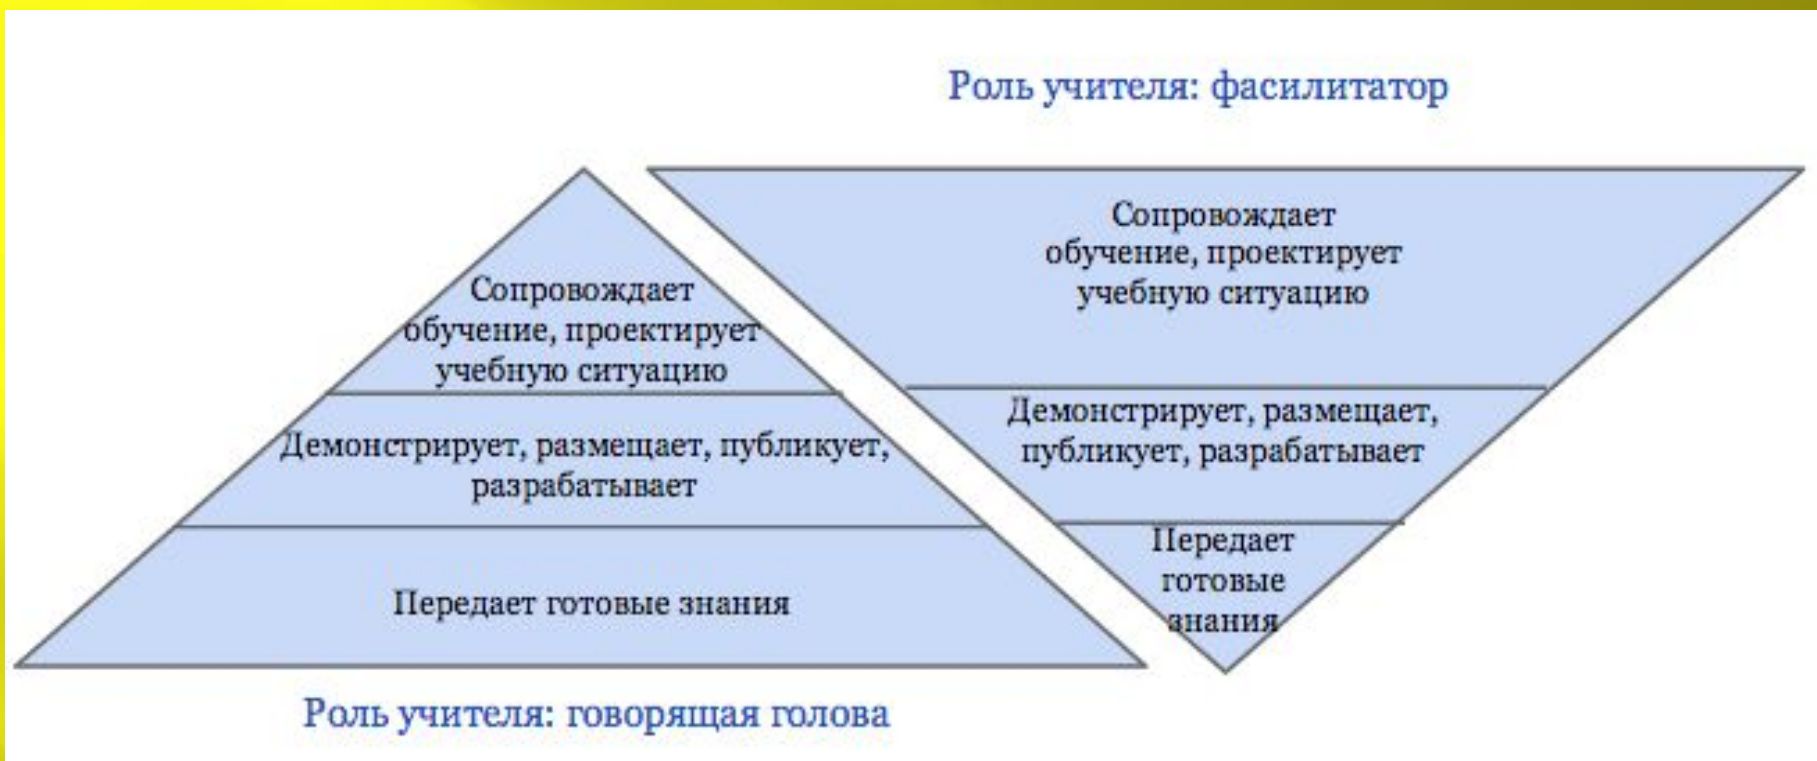 Роль учителя: фасилитатор
Сопровождает
обучение, проектирует
учебную ситуацию
Демонстрирует, размещает, публикует,
разрабатывает
Передает готовые знания
Роль учителя: говорящая голова
Сопровождает
обучение, проектирует
учебную ситуацию
Демонстрирует, размещает,
публикует, разрабатывает
Передает
готовые
знания